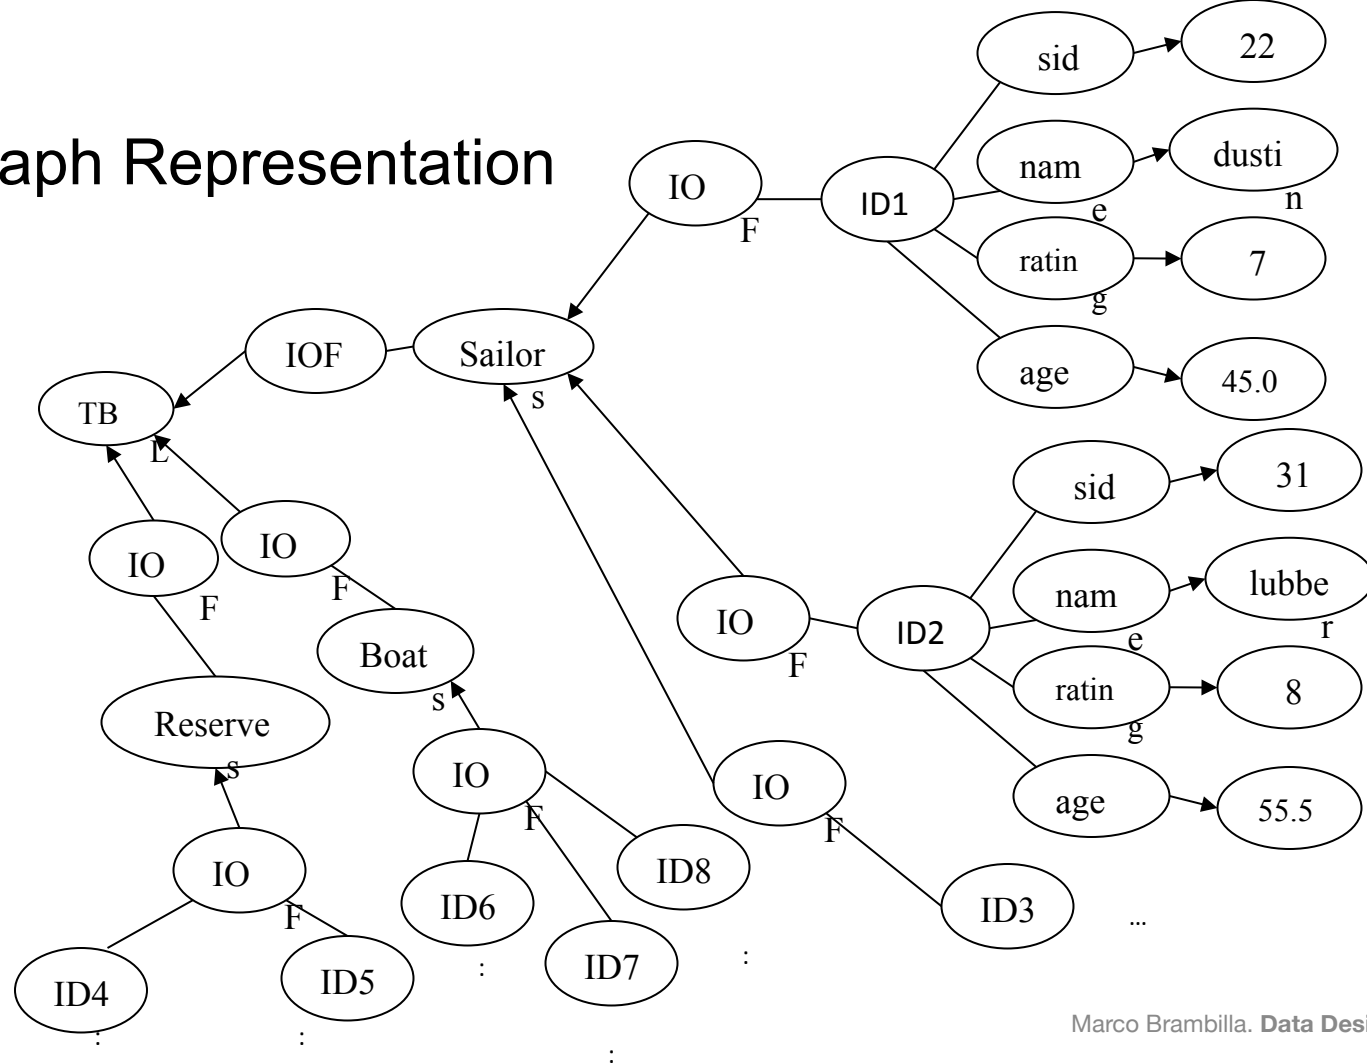 aph Representation
sid
22
nam
e
dusti
n
IO
F
ID1
ratin
g
7
IOF
Sailor
s
age
45.0
TB
L
sid
31
IO
F
IO
F
nam
e
lubbe
r
IO
F
ID2
Boat
s
ratin
g
8
Reserve
s
IO
F
IO
F
age
55.5
IO
F
ID8
ID6
ID3
...
:
ID7
:
ID4
ID5
:
:
:
Marco Brambilla. Data Desi